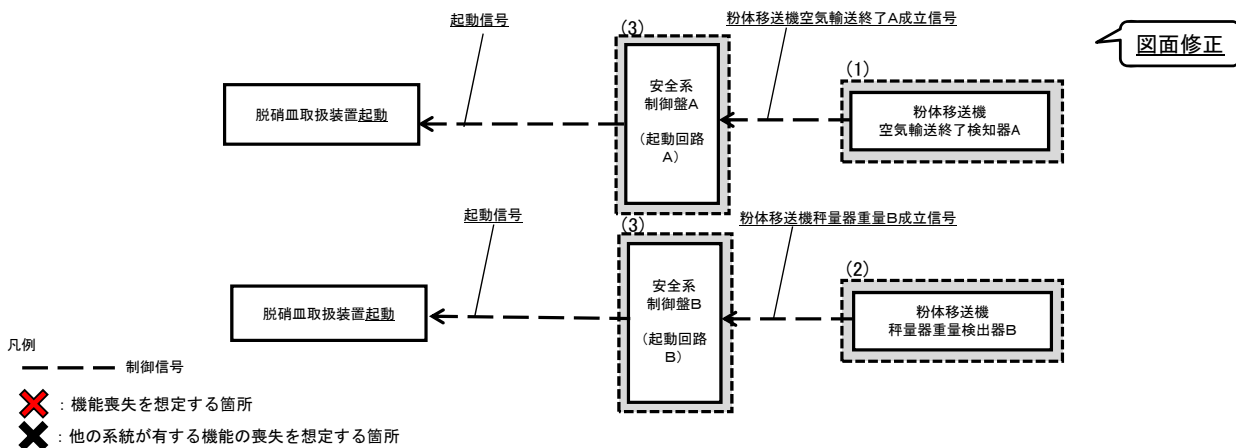 起動信号
粉体移送機空気輸送終了A成立信号
図面修正
(3)
(1)
脱硝皿取扱装置起動
安全系
制御盤A
(起動回路
A)
粉体移送機
空気輸送終了検知器A
起動信号
粉体移送機秤量器重量B成立信号
(3)
(2)
脱硝皿取扱装置起動
安全系
制御盤B
(起動回路
B)
粉体移送機
秤量器重量検出器B
凡例
制御信号
：機能喪失を想定する箇所
：他の系統が有する機能の喪失を想定する箇所